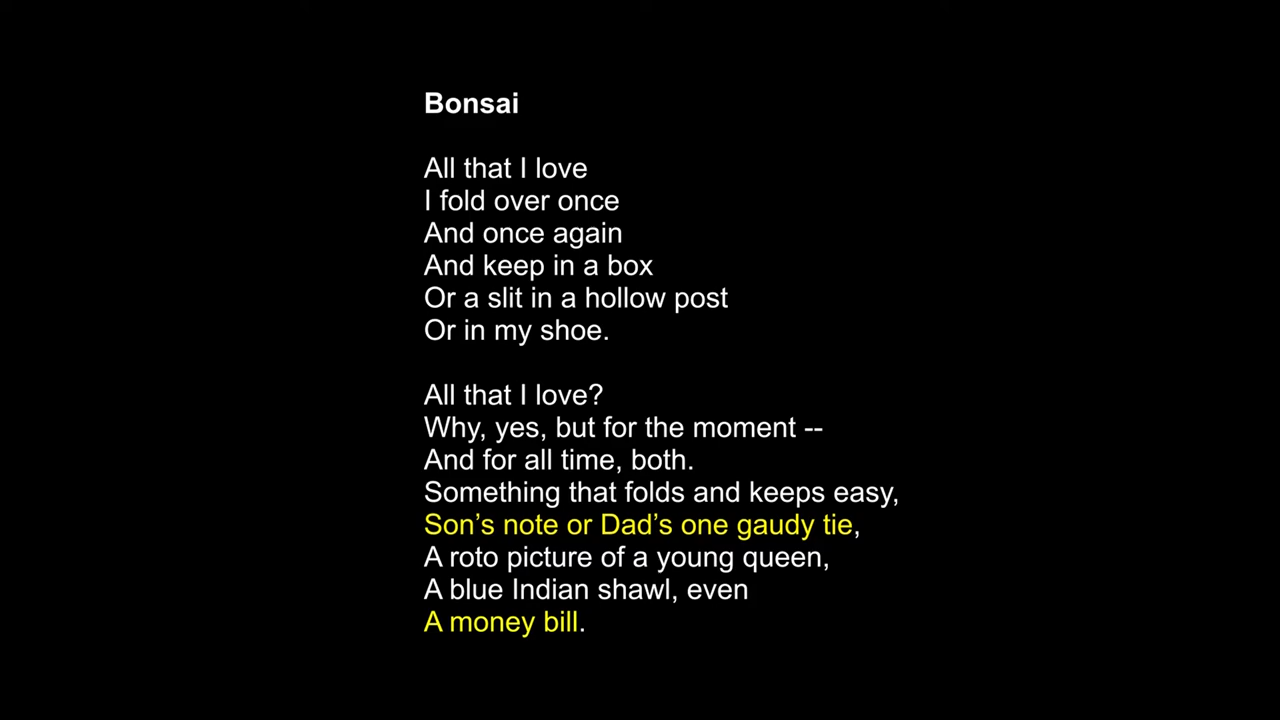 Bonsai
All that I love
I fold over once
And once again
And keep in a box
Or a slit in a hollow post
Or in my shoe.
All that I love?
Why, yes, but for the moment --
And for all time, both.
Something that folds and keeps easy,
Son’s note or Dad’s one gaudy tie,
A roto picture of a young queen,
A blue Indian shawl, even
A money bill.